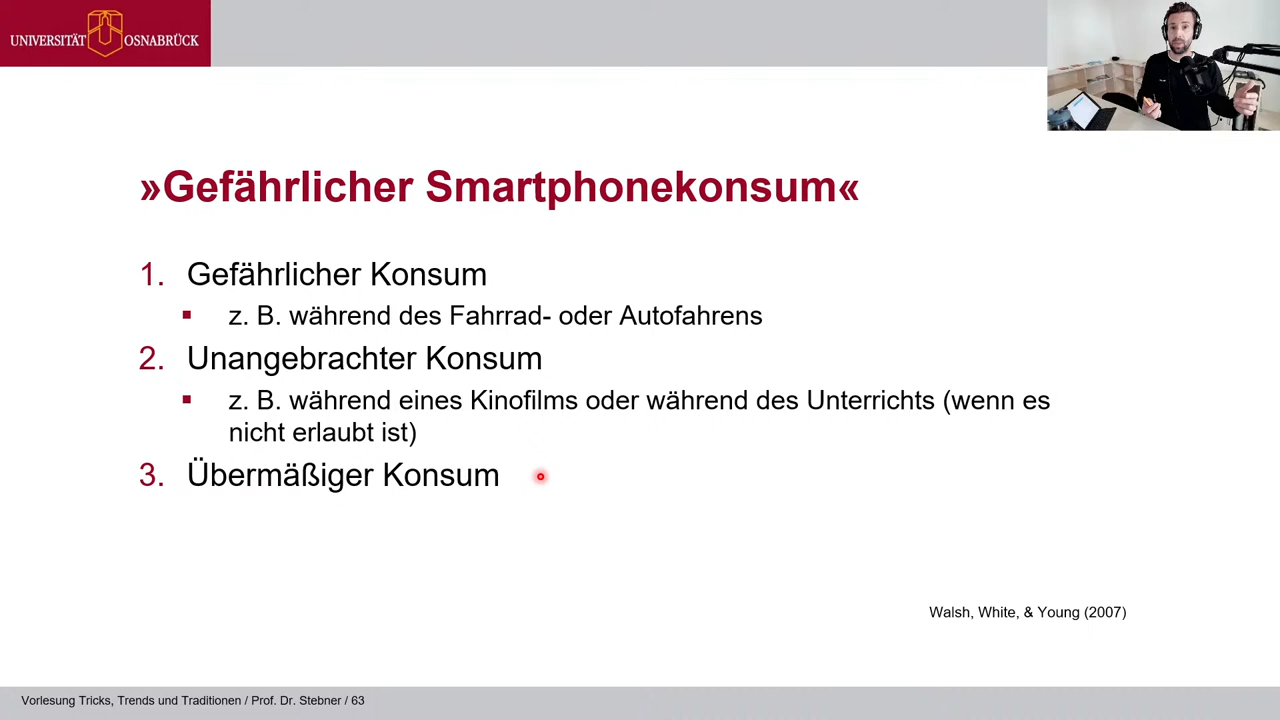 UNIVERSITÄT OSNABRÜCK
»Gefährlicher Smartphonekonsum«
1. Gefährlicher Konsum
▪ z. B. während des Fahrrad- oder Autofahrens
2. Unangebrachter Konsum
▪ z. B. während eines Kinofilms oder während des Unterrichts (wenn es
nicht erlaubt ist)
3. Übermäßiger Konsum
Walsh, White, & Young (2007)
Vorlesung Tricks, Trends und Traditionen / Prof. Dr. Stebner / 63